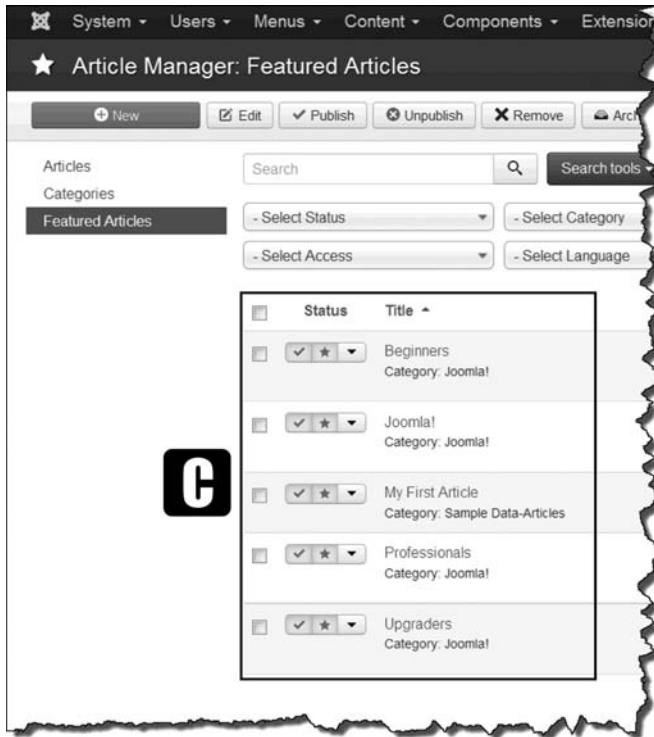 System Users Menus Content Components Extension
Article Manager: Featured Articles
New Edit Publish Unpublish Remove Arc
Articles
Categories
Featured Articles
Search Search tools
- Select Status - Select Category
- Select Access - Select Language
Status Title
Beginners
Category: Joomla!
Joomla!
Category: Joomla!
My First Article
Category: Sample Data-Articles
Professionals
Category: Joomla!
Upgraders
Category: Joomla!
C